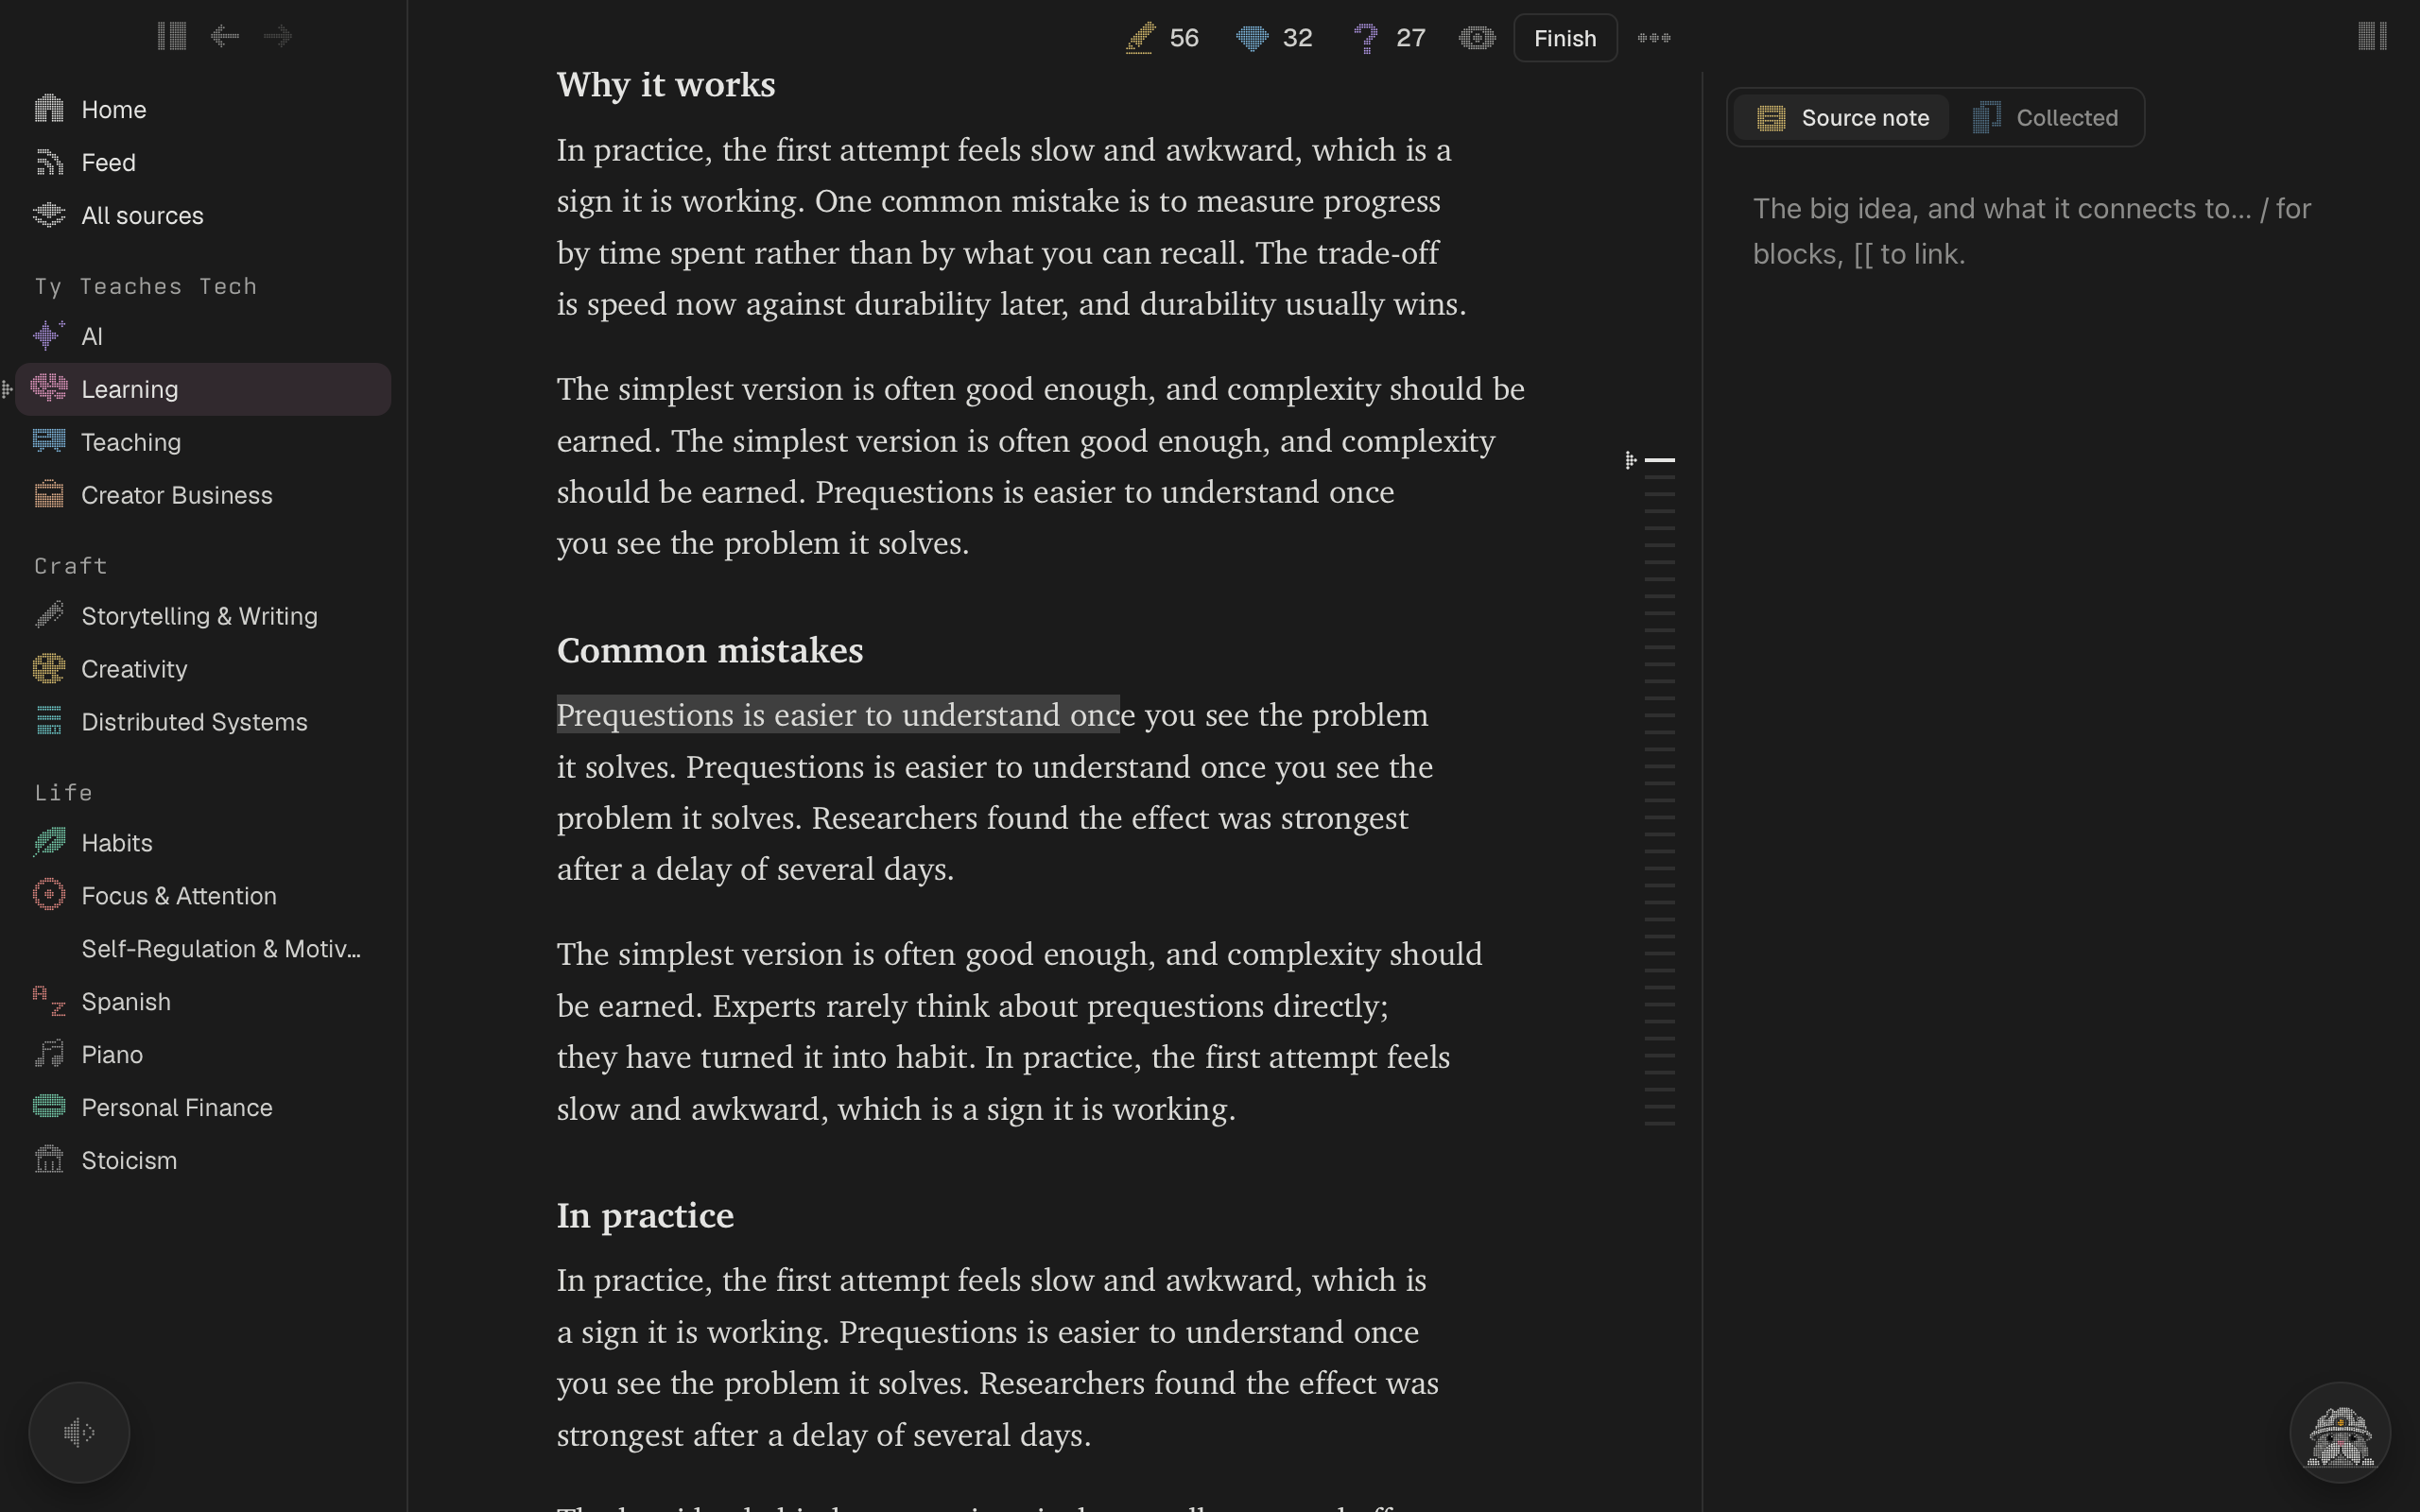 56
32
27
Finish
Home
Feed
All sources
Ty Teaches Tech
AI
Learning
Teaching
Creator Business
Craft
Storytelling & Writing
Creativity
Distributed Systems
Life
Habits
Focus & Attention
Self-Regulation & Motiv...
Spanish
Piano
Personal Finance
Stoicism
Why it works
In practice, the first attempt feels slow and awkward, which is a
sign it is working. One common mistake is to measure progress
by time spent rather than by what you can recall. The trade-off
is speed now against durability later, and durability usually wins.
The simplest version is often good enough, and complexity should be
earned. The simplest version is often good enough, and complexity
should be earned. Prequestions is easier to understand once
you see the problem it solves.
Common mistakes
Prequestions is easier to understand once you see the problem
it solves. Prequestions is easier to understand once you see the
problem it solves. Researchers found the effect was strongest
after a delay of several days.
The simplest version is often good enough, and complexity should
be earned. Experts rarely think about prequestions directly;
they have turned it into habit. In practice, the first attempt feels
slow and awkward, which is a sign it is working.
In practice
In practice, the first attempt feels slow and awkward, which is
a sign it is working. Prequestions is easier to understand once
you see the problem it solves. Researchers found the effect was
strongest after a delay of several days.
Source note
Collected
The big idea, and what it connects to... / for
blocks, [[ to link.